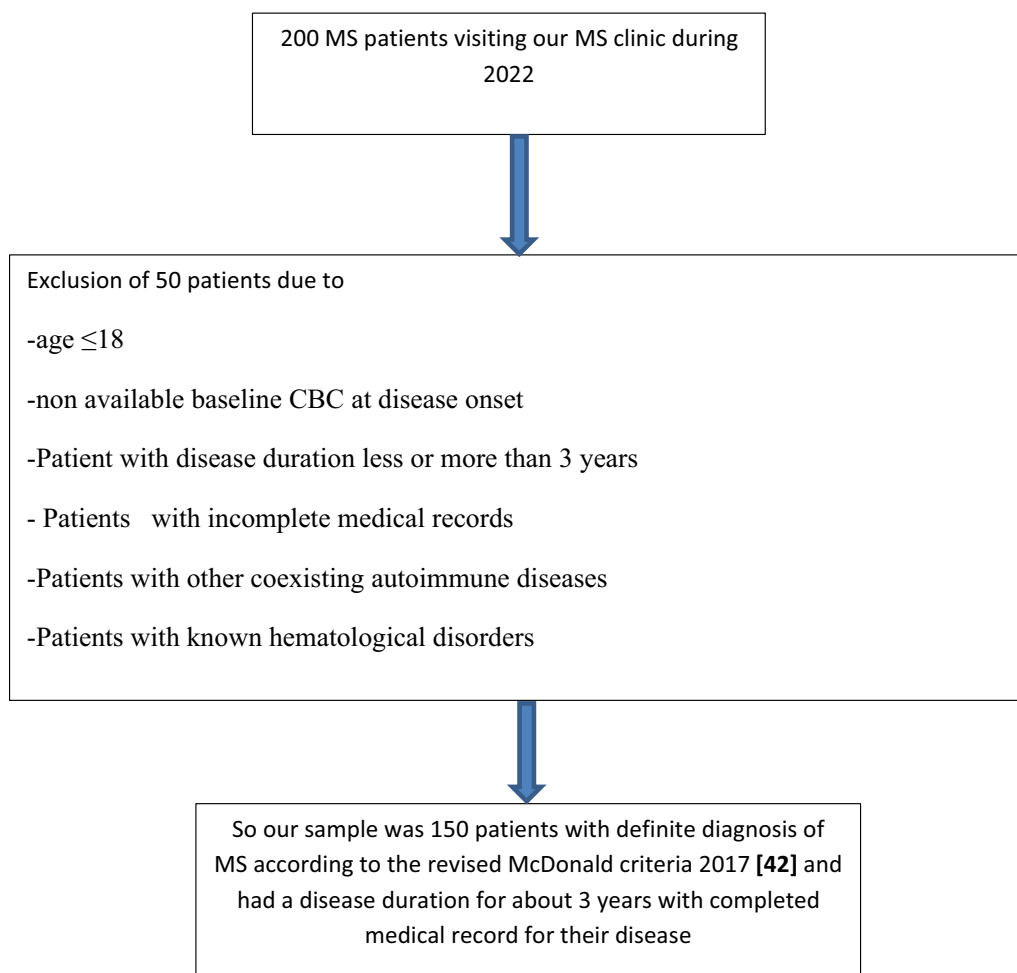 200 MS patients visiting our MS clinic during
2022
Exclusion of 50 patients due to
-age ≤18
-non available baseline CBC at disease onset
-Patient with disease duration less or more than 3 years
- Patients   with incomplete medical records
-Patients with other coexisting autoimmune diseases
-Patients with known hematological disorders
So our sample was 150 patients with definite diagnosis of
MS according to the revised McDonald criteria 2017 [42] and
had a disease duration for about 3 years with completed
medical record for their disease